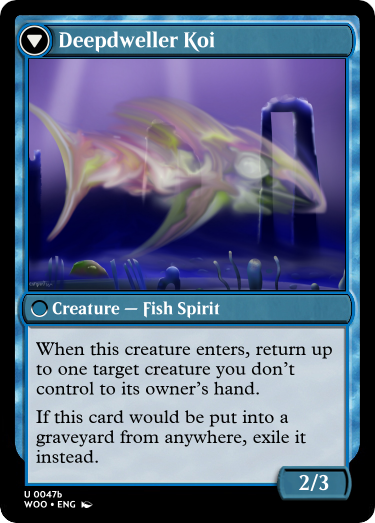 Deepdweller Koi
Creature — Fish Spirit
When this creature enters, return up
to one target creature you don't
control to its owner's hand.
If this card would be put into a
graveyard from anywhere, exile it
instead.
2/3
U 0047b
WOO • ENG